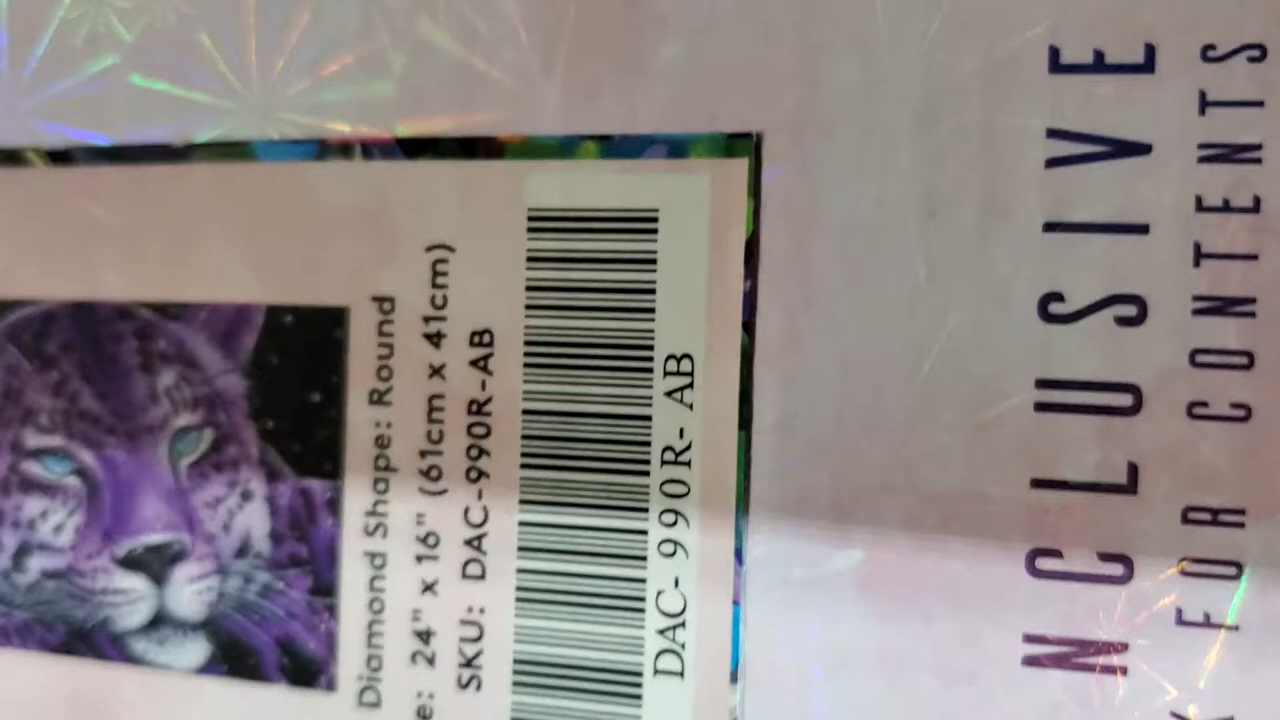 Diamond Shape: Round
e: 24" x 16" (61cm x 41cm)
SKU: DAC-990R-AB
DAC-990R- AB
NCLUSIVE
FOR CONTENTS